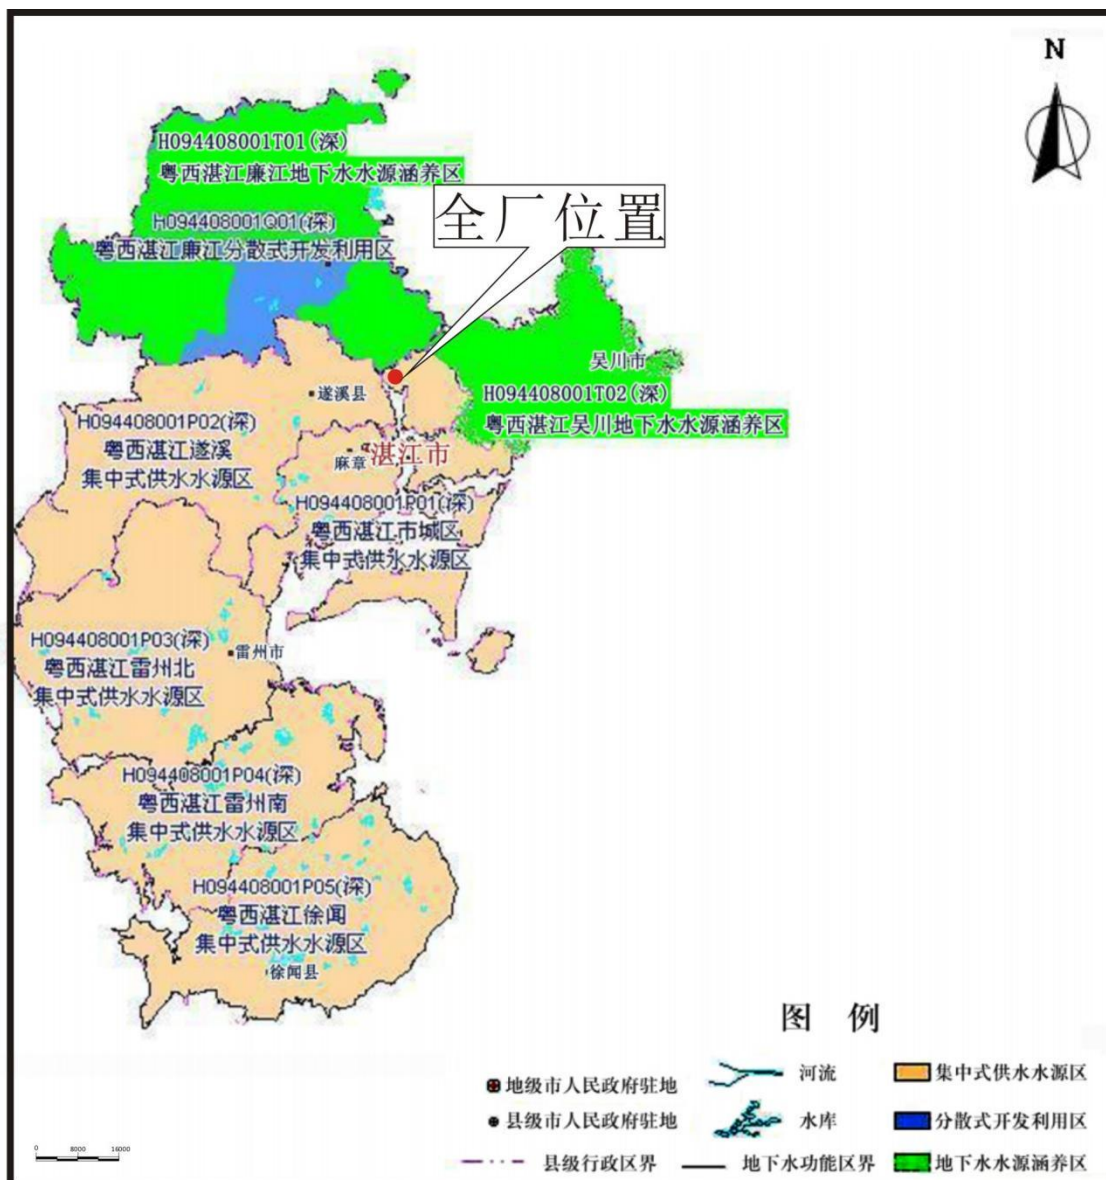 N
H094408001T01(深)
粤西湛江廉江地下水水源涵养区
全厂位置
H094408001Q01(深)
粤西湛江廉江分散式开发利用区
吴川市
H094408001T02(深)
粤西湛江吴川地下水水源涵养区
遂溪县
H094408001P02(深)
粤西湛江遂溪
集中式供水水源区
麻章
湛江市
H094408001P01(深)
粤西湛江市城区
集中式供水水源区
H094408001P03(深)
粤西湛江雷州北
集中式供水水源区
雷州市
H094408001P04(深)
粤西湛江雷州南
集中式供水水源区
H094408001P05(深)
粤西湛江徐闻
集中式供水水源区
徐闻县
图 例
地级市人民政府驻地
河流
集中式供水水源区
县级市人民政府驻地
水库
分散式开发利用区
县级行政区界
地下水功能区界
地下水水源涵养区
0 8000 16000